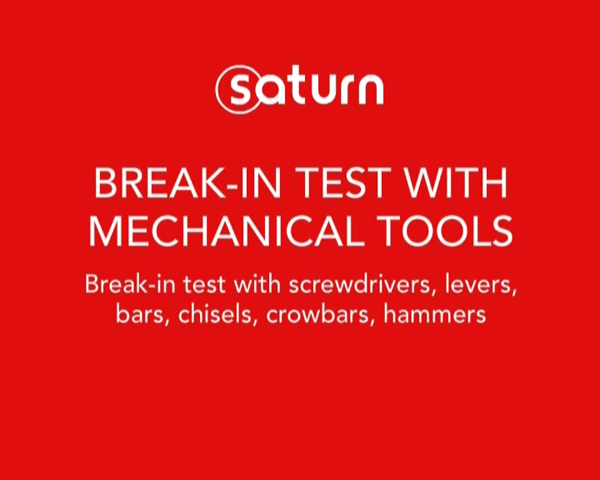 saturn
BREAK-IN TEST WITH
MECHANICAL TOOLS
Break-in test with screwdrivers, levers,
bars, chisels, crowbars, hammers